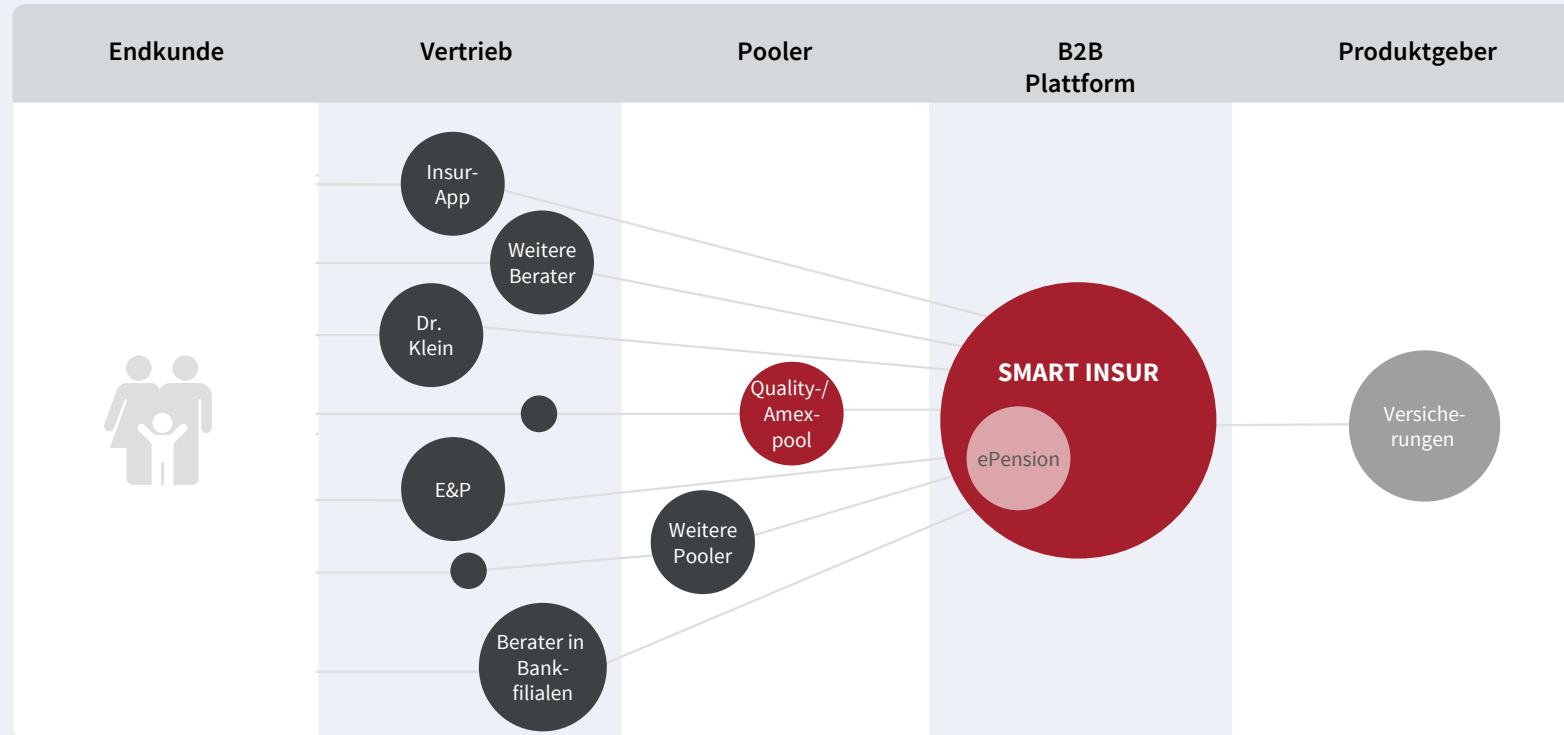 Endkunde
Vertrieb
Pooler
B2B
Plattform
Produktgeber
Insur-
App
Weitere
Berater
Dr.
Klein
Quality-/
Amex-
pool
E&P
Weitere
Pooler
Berater in
Bank-
filialen
SMART INSUR
ePension
Versiche-
rungen